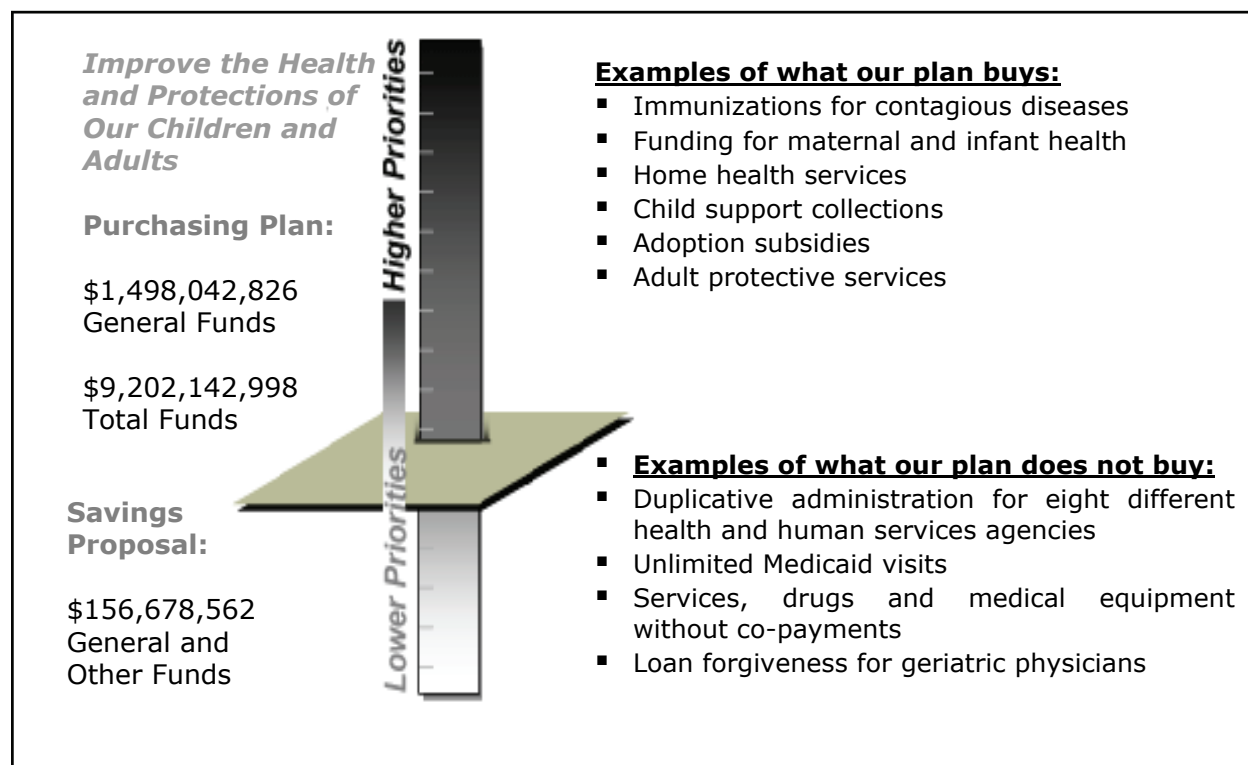 Improve the Health
and Protections of
Our Children and
Adults
Purchasing Plan:
$1,498,042,826
General Funds
$9,202,142,998
Total Funds
Savings
Proposal:
$156,678,562
General and
Other Funds
Higher Priorities
Lower Priorities
Examples of what our plan buys:
▪ Immunizations for contagious diseases
▪ Funding for maternal and infant health
▪ Home health services
▪ Child support collections
▪ Adoption subsidies
▪ Adult protective services
▪ Examples of what our plan does not buy:
▪ Duplicative administration for eight different
health and human services agencies
▪ Unlimited Medicaid visits
▪ Services, drugs and medical equipment
without co-payments
▪ Loan forgiveness for geriatric physicians